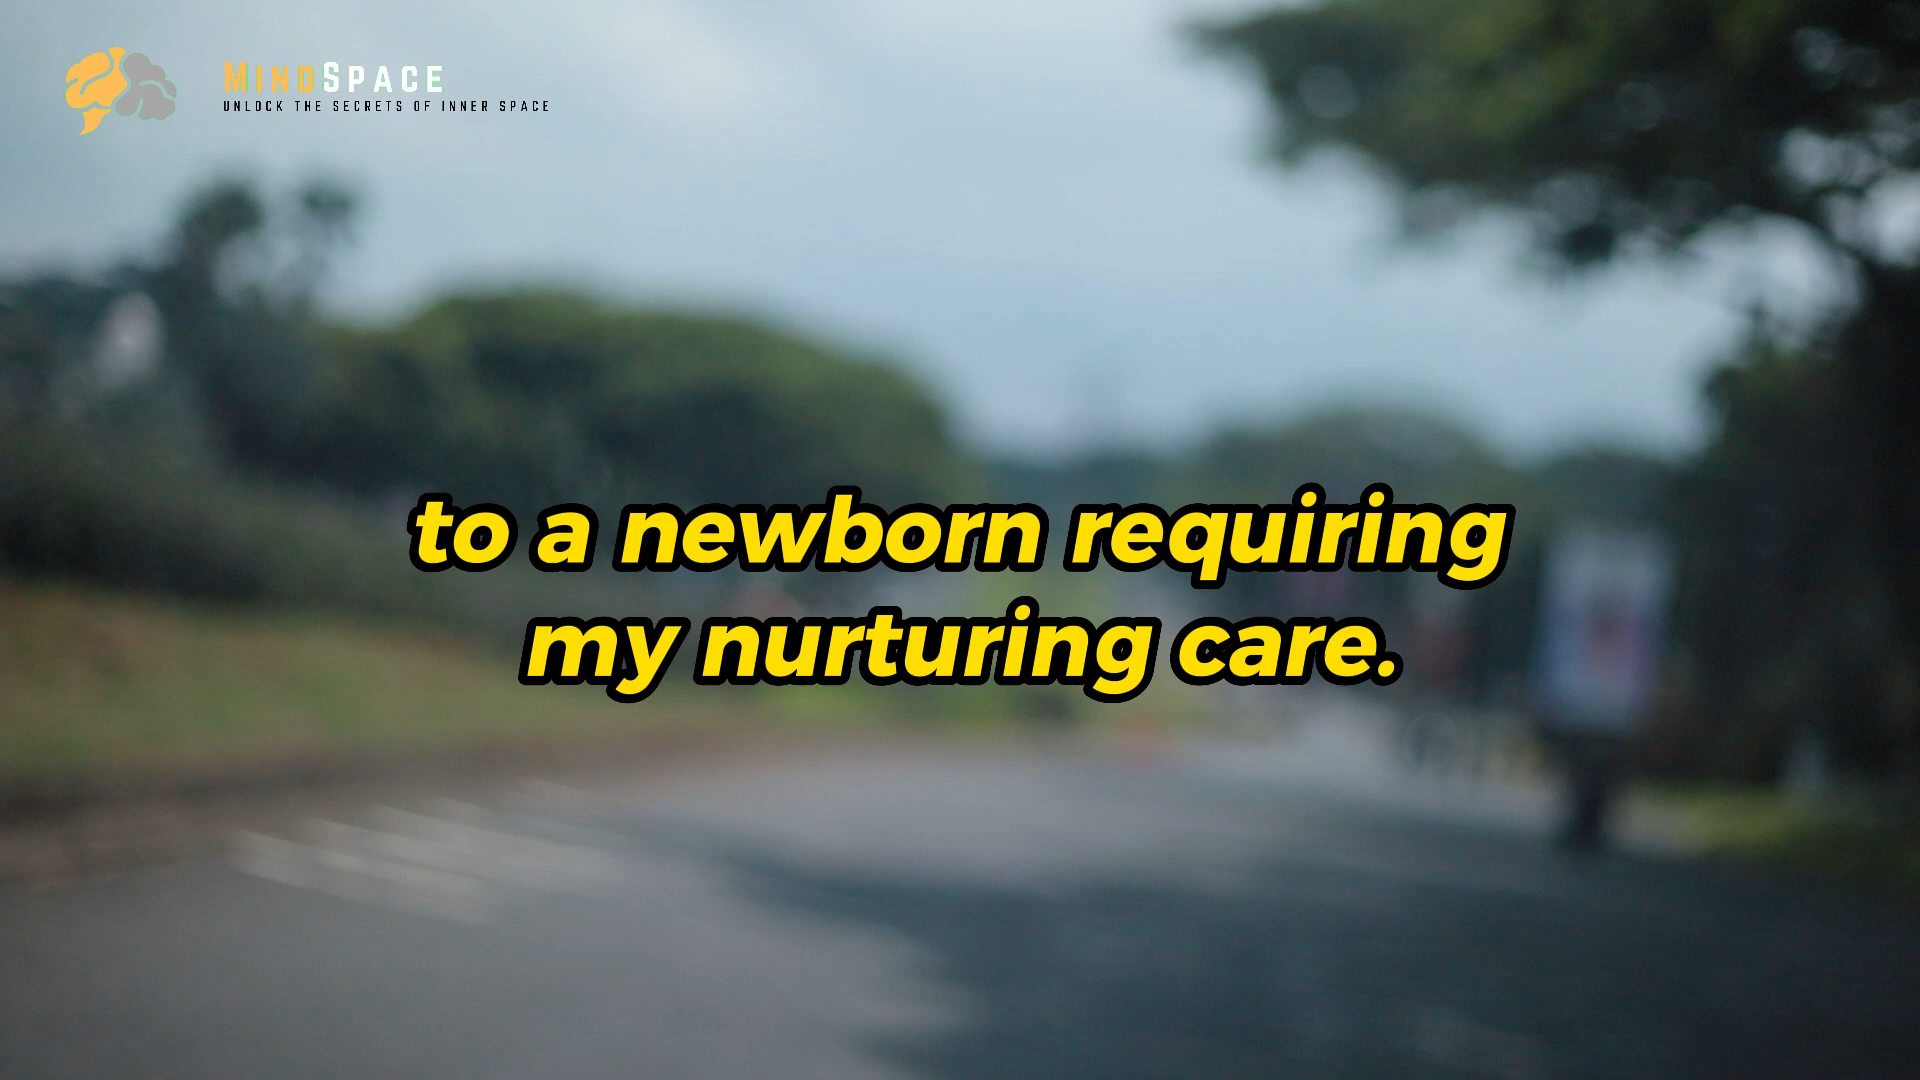 MINDSPACE
UNLOCK THE SECRETS OF INNER SPACE
to a newborn requiring
my nurturing care.